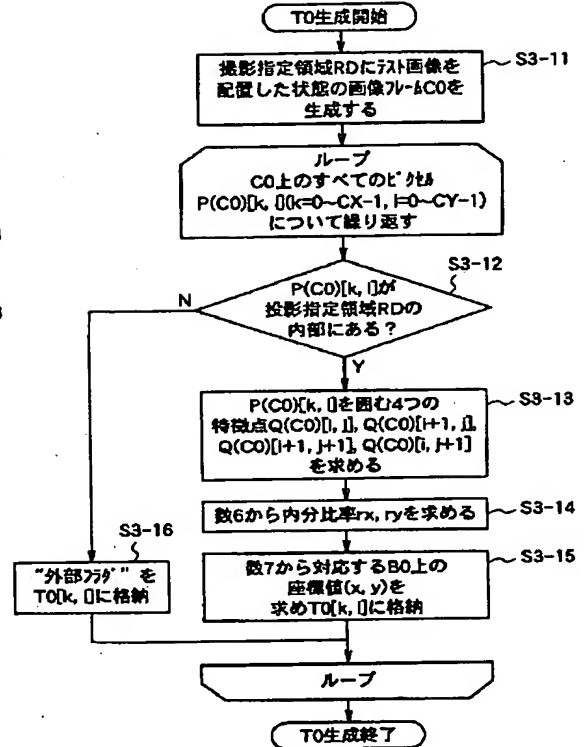 T0生成開始
撮影指定領域RDにテスト画像を
配置した状態の画像フレームC0を
生成する
S3-11
ループ
C0上のすべてのピクセル
P(C0)[k, l](k=0~CX-1, l=0~CY-1)
について繰り返す
S3-12
N
P(C0)[k, l]が
投影指定領域RDの
内部にある?
Y
P(C0)[k, l]を囲む4つの
特徴点Q(C0)[i, j], Q(C0)[i+1, j],
Q(C0)[i+1, j+1], Q(C0)[i, j+1]
を求める
S3-13
数6から内分比率rx, ryを求める
S3-14
S3-16
"外部フラグ"を
T0[k, l]に格納
数7から対応するB0上の
座標値(x, y)を
求めT0[k, l]に格納
S3-15
ループ
T0生成終了